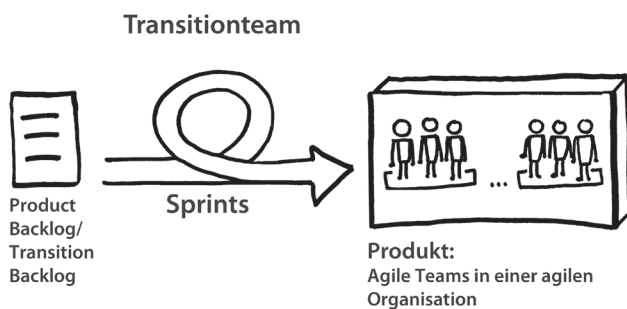 Transitionteam
Sprints
Product
Backlog/
Transition
Backlog
...
Produkt:
Agile Teams in einer agilen
Organisation